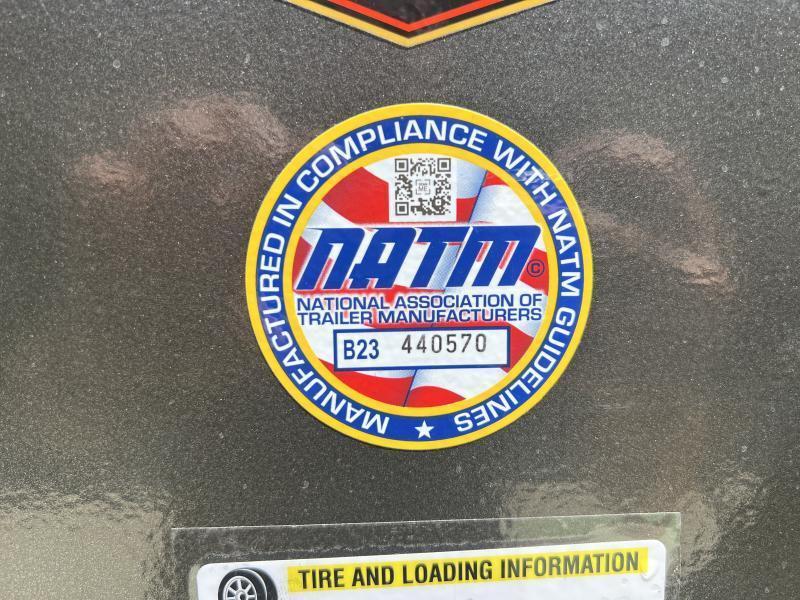 MANUFACTURED IN COMPLIANCE WITH NATM GUIDELINES
NATM©
NATIONAL ASSOCIATION OF
TRAILER MANUFACTURERS
B23 440570
TIRE AND LOADING INFORMATION